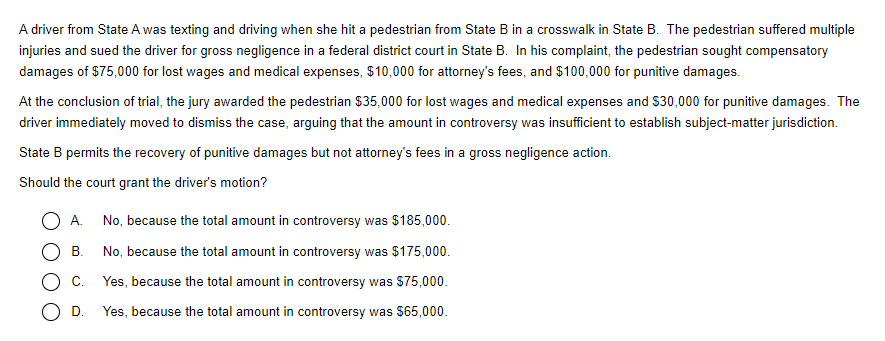 A driver from State A was texting and driving when she hit a pedestrian from State B in a crosswalk in State B.  The pedestrian suffered multiple
injuries and sued the driver for gross negligence in a federal district court in State B.  In his complaint, the pedestrian sought compensatory
damages of $75,000 for lost wages and medical expenses, $10,000 for attorney's fees, and $100,000 for punitive damages.
At the conclusion of trial, the jury awarded the pedestrian $35,000 for lost wages and medical expenses and $30,000 for punitive damages.  The
driver immediately moved to dismiss the case, arguing that the amount in controversy was insufficient to establish subject-matter jurisdiction.
State B permits the recovery of punitive damages but not attorney's fees in a gross negligence action.
Should the court grant the driver's motion?
A. No, because the total amount in controversy was $185,000.
B. No, because the total amount in controversy was $175,000.
C. Yes, because the total amount in controversy was $75,000.
D. Yes, because the total amount in controversy was $65,000.